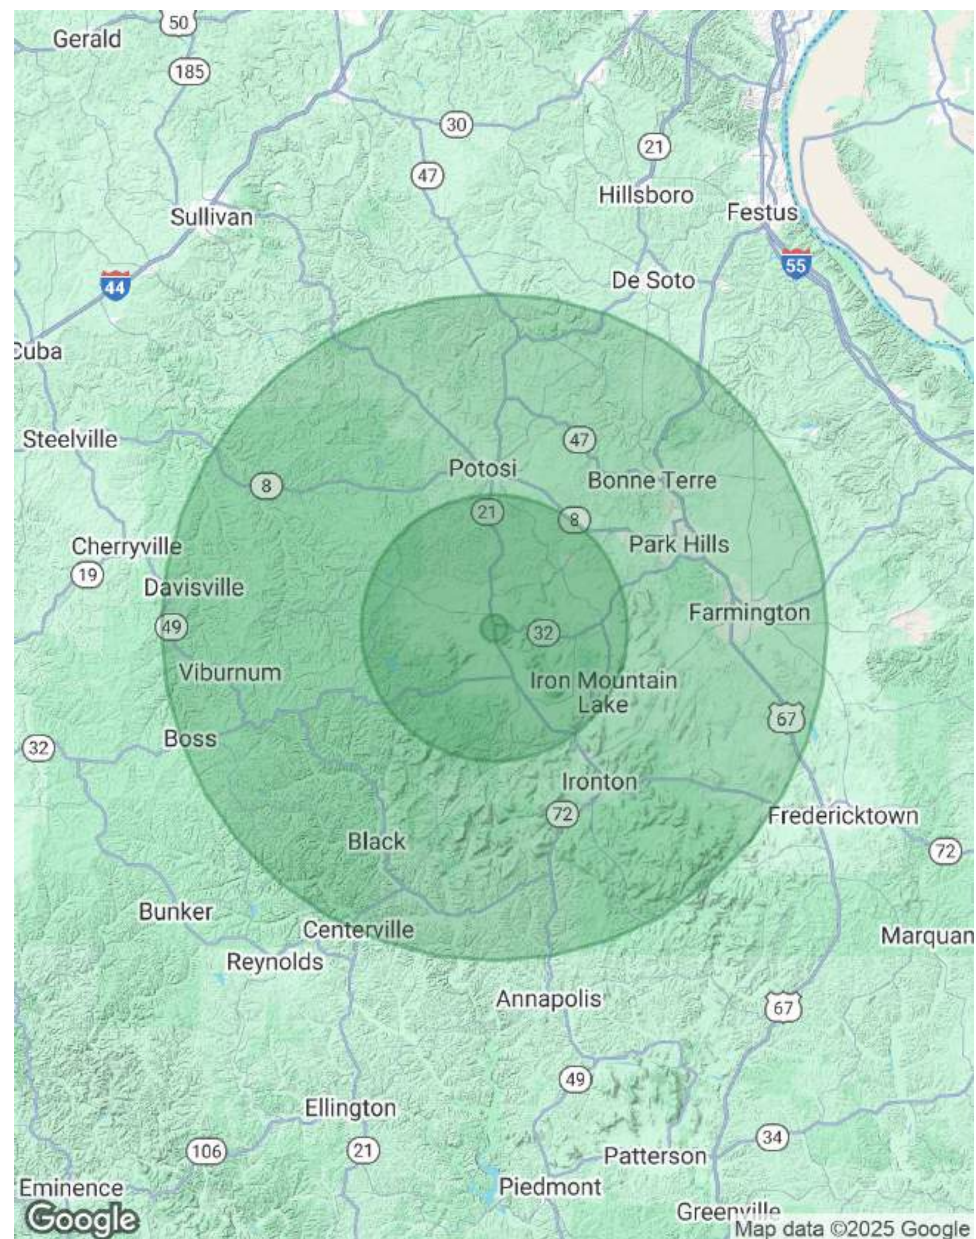 50
Gerald
185
30
21
47
Hillsboro
Sullivan
Festus
55
De Soto
44
Cuba
Steelville
47
Potosi
Bonne Terre
8
21
8
Park Hills
Cherryville
19
Davisville
Farmington
49
32
Viburnum
Iron Mountain
Lake
67
Boss
32
Ironton
72
Fredericktown
Black
72
Bunker
Centerville
Marquan
Reynolds
Annapolis
67
49
Ellington
34
106
21
Patterson
Eminence
Piedmont
Greenville
Google
Map data ©2025 Google